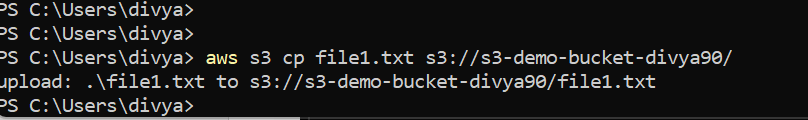 PS C:\Users\divya>
PS C:\Users\divya>
PS C:\Users\divya> aws s3 cp file1.txt s3://s3-demo-bucket-divya90/
upload: .\file1.txt to s3://s3-demo-bucket-divya90/file1.txt
PS C:\Users\divya>